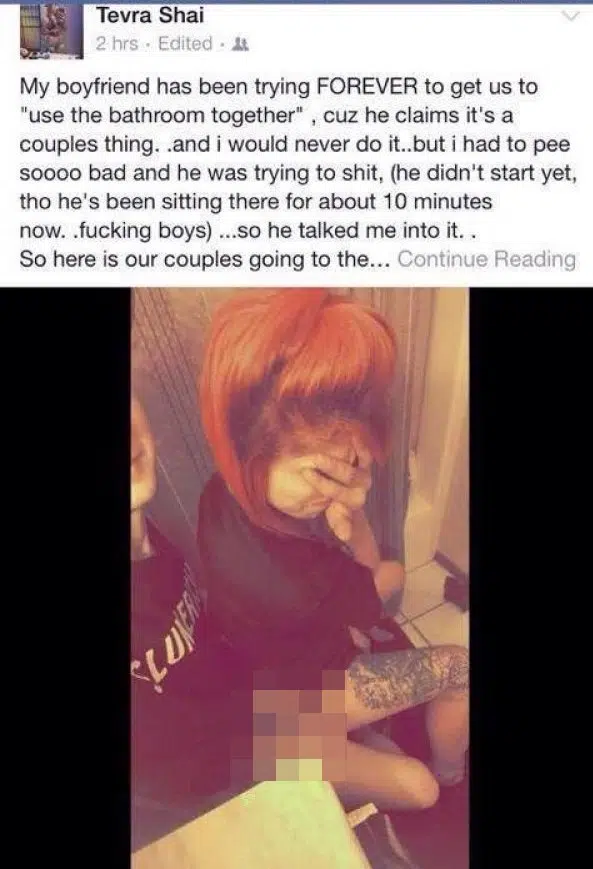 Tevra Shai
2 hrs · Edited ·
My boyfriend has been trying FOREVER to get us to
"use the bathroom together" , cuz he claims it's a
couples thing. .and i would never do it..but i had to pee
soooo bad and he was trying to shit, (he didn't start yet,
tho he's been sitting there for about 10 minutes
now. .fucking boys) ...so he talked me into it. .
So here is our couples going to the... Continue Reading